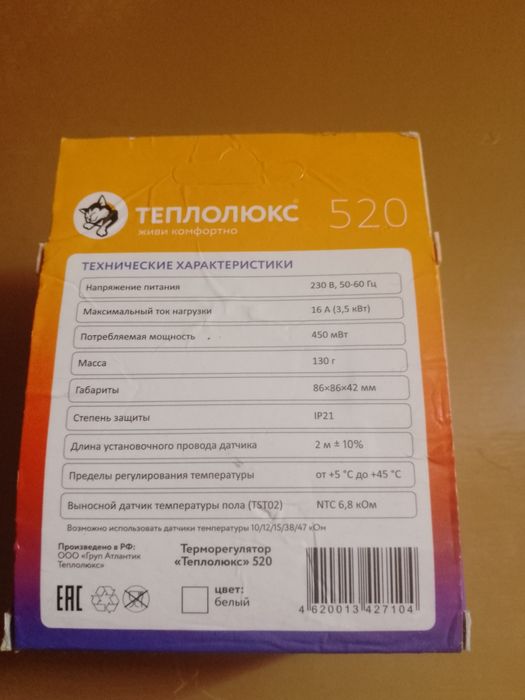 ТЕПЛОЛЮКС® 520
живи комфортно
ТЕХНИЧЕСКИЕ ХАРАКТЕРИСТИКИ
Напряжение питания 230 В, 50-60 Гц
Максимальный ток нагрузки 16 А (3,5 кВт)
Потребляемая мощность 450 мВт
Масса 130 г
Габариты 86×86×42 мм
Степень защиты IP21
Длина установочного провода датчика 2 м ± 10%
Пределы регулирования температуры от +5 °С до +45 °С
Выносной датчик температуры пола (TST02) NTC 6,8 кОм
Возможно использовать датчики температуры 10/12/15/38/47 кОм
Произведено в РФ:
ООО «Груп Атлантик
Теплолюкс»
Терморегулятор
«Теплолюкс» 520
ЕАС
цвет:
белый
4 620013 427104